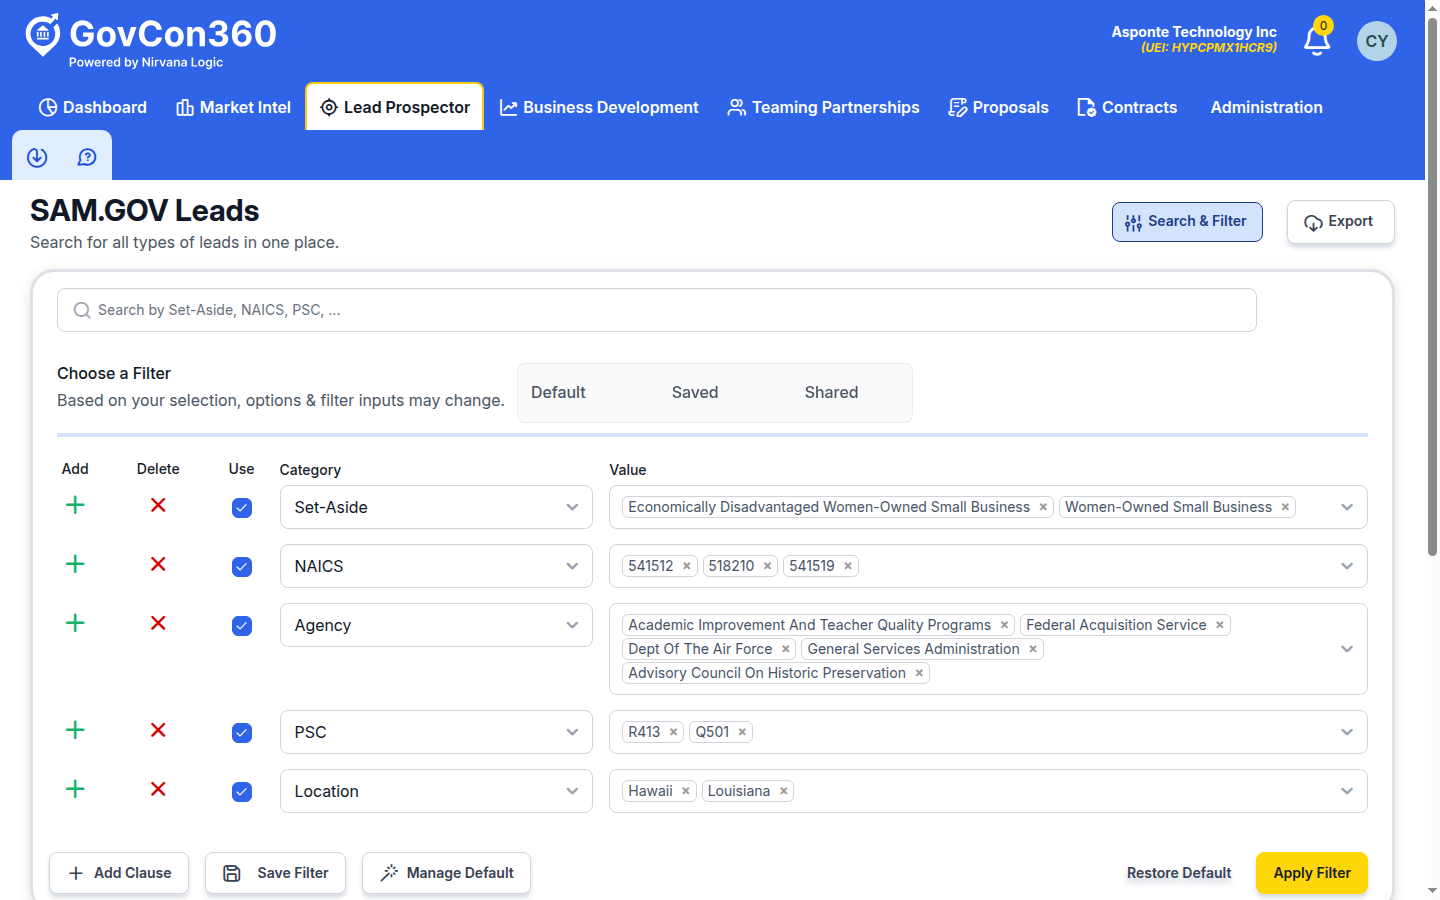 GovCon360
Powered by Nirvana Logic
Asponte Technology Inc
(UEI: HYPCPMX1HCR9)
0
CY
Dashboard
Market Intel
Lead Prospector
Business Development
Teaming Partnerships
Proposals
Contracts
Administration
SAM.GOV Leads
Search for all types of leads in one place.
Search & Filter
Export
Search by Set-Aside, NAICS, PSC, ...
Choose a Filter
Based on your selection, options & filter inputs may change.
Default
Saved
Shared
Add
Delete
Use
Category
Value
Set-Aside
Economically Disadvantaged Women-Owned Small Business ×
Women-Owned Small Business ×
NAICS
541512 ×
518210 ×
541519 ×
Agency
Academic Improvement And Teacher Quality Programs ×
Federal Acquisition Service ×
Dept Of The Air Force ×
General Services Administration ×
Advisory Council On Historic Preservation ×
PSC
R413 ×
Q501 ×
Location
Hawaii ×
Louisiana ×
Add Clause
Save Filter
Manage Default
Restore Default
Apply Filter